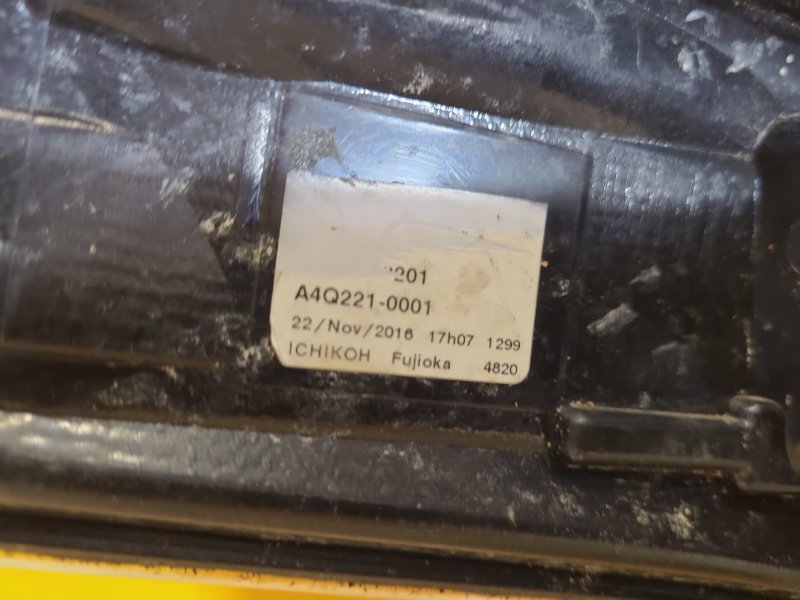 201
A4Q221-0001
22/Nov/2016 17h07 1299
ICHIKOH Fujioka 4820